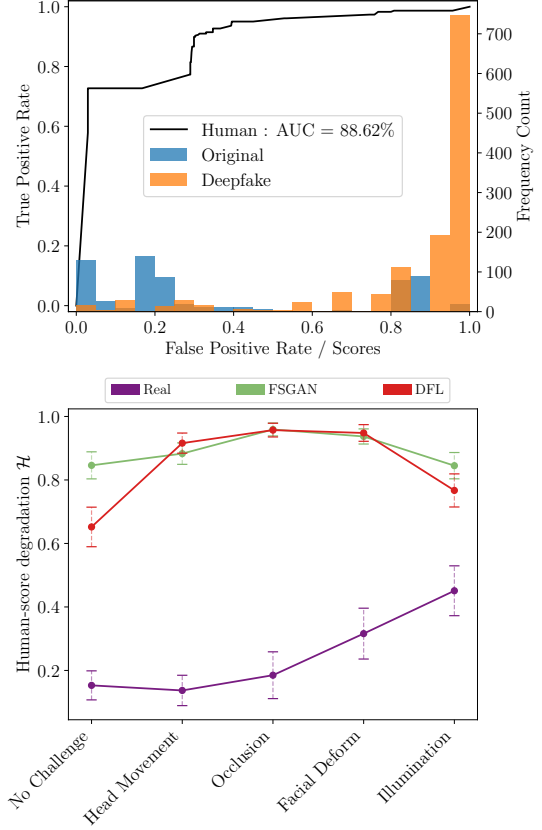 1.0
0.8
0.6
0.4
0.2
0.0
True Positive Rate
Human : AUC = 88.62%
Original
Deepfake
700
600
500
400
300
200
100
0
Frequency Count
0.0 0.2 0.4 0.6 0.8 1.0
False Positive Rate / Scores
Real FSGAN DFL
1.0
0.8
0.6
0.4
0.2
Human-score degradation ℋ
No Challenge
Head Movement
Occlusion
Facial Deform
Illumination